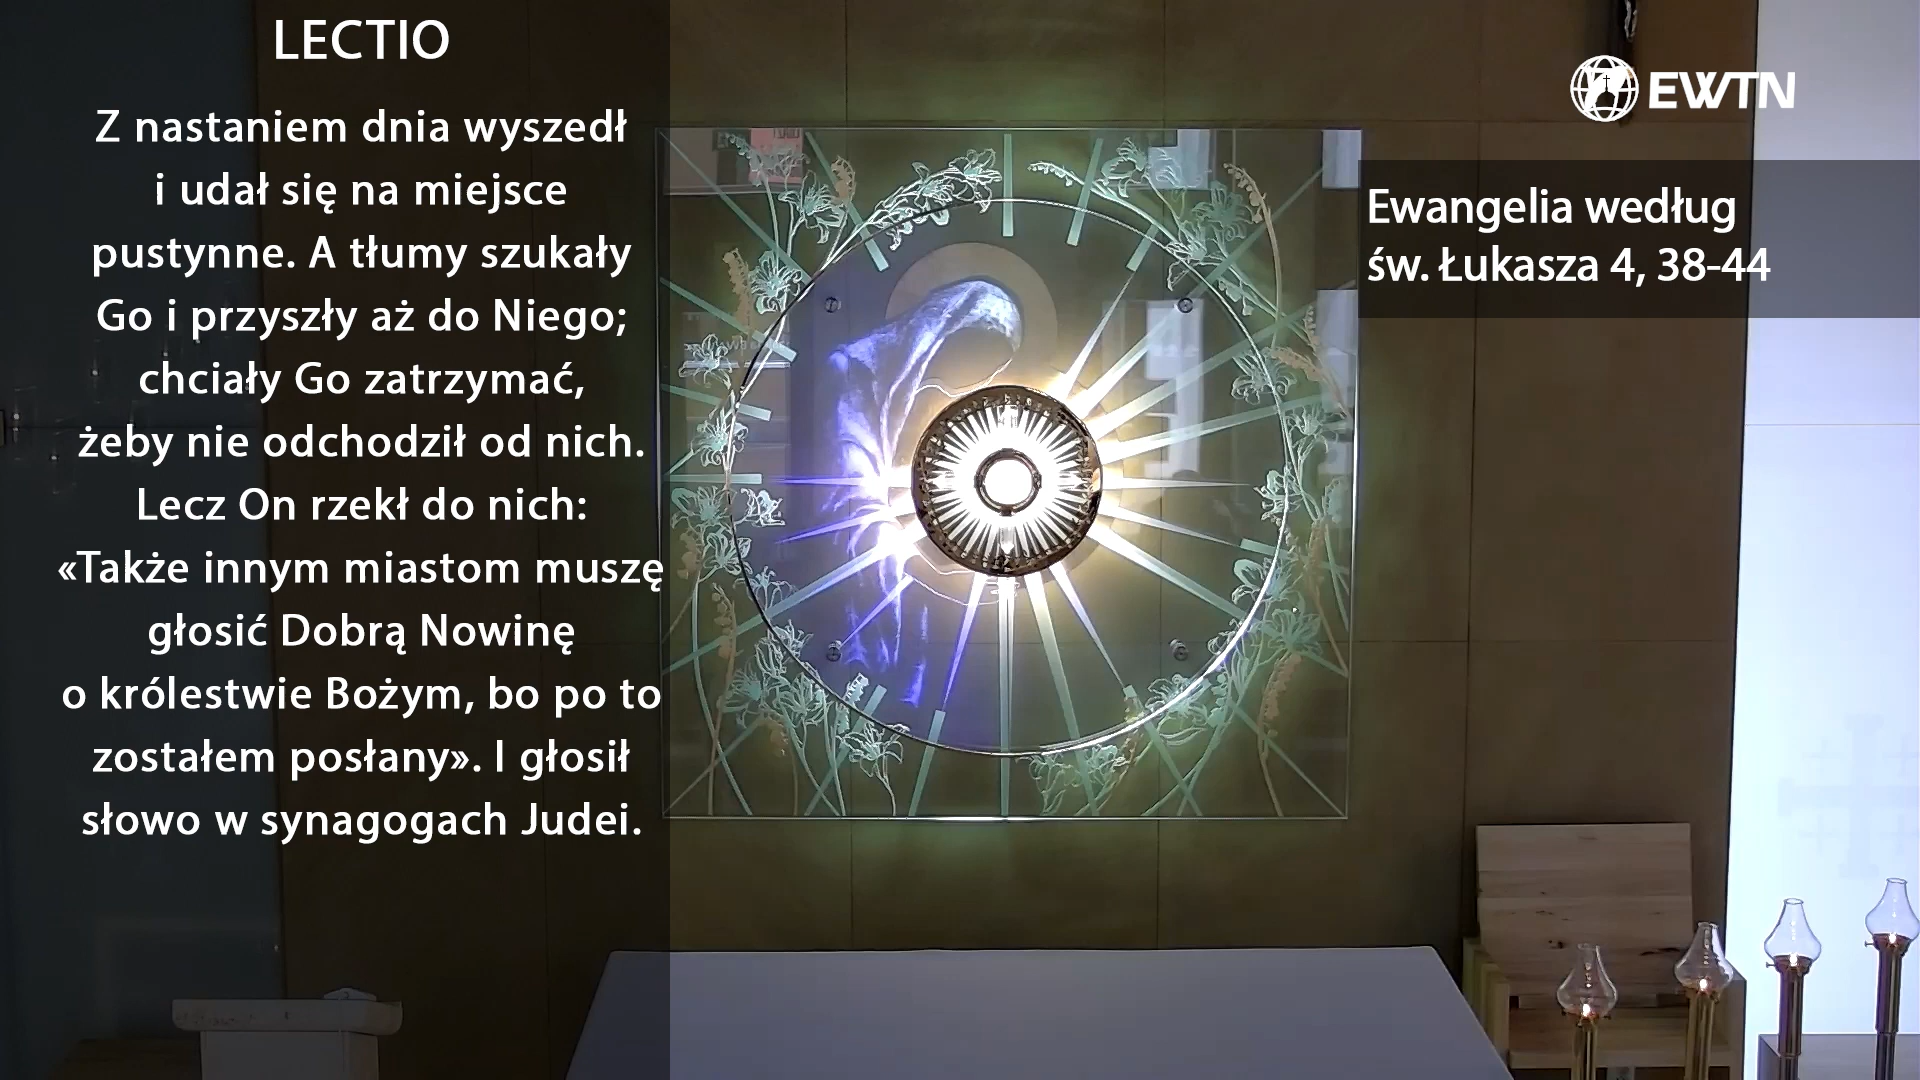 LECTIO
Z nastaniem dnia wyszedł
i udał się na miejsce
pustynne. A tłumy szukały
Go i przyszły aż do Niego;
chciały Go zatrzymać,
żeby nie odchodził od nich.
Lecz On rzekł do nich:
«Także innym miastom muszę
głosić Dobrą Nowinę
o królestwie Bożym, bo po to
zostałem posłany». I głosił
słowo w synagogach Judei.
EWTN
Ewangelia według
św. Łukasza 4, 38-44